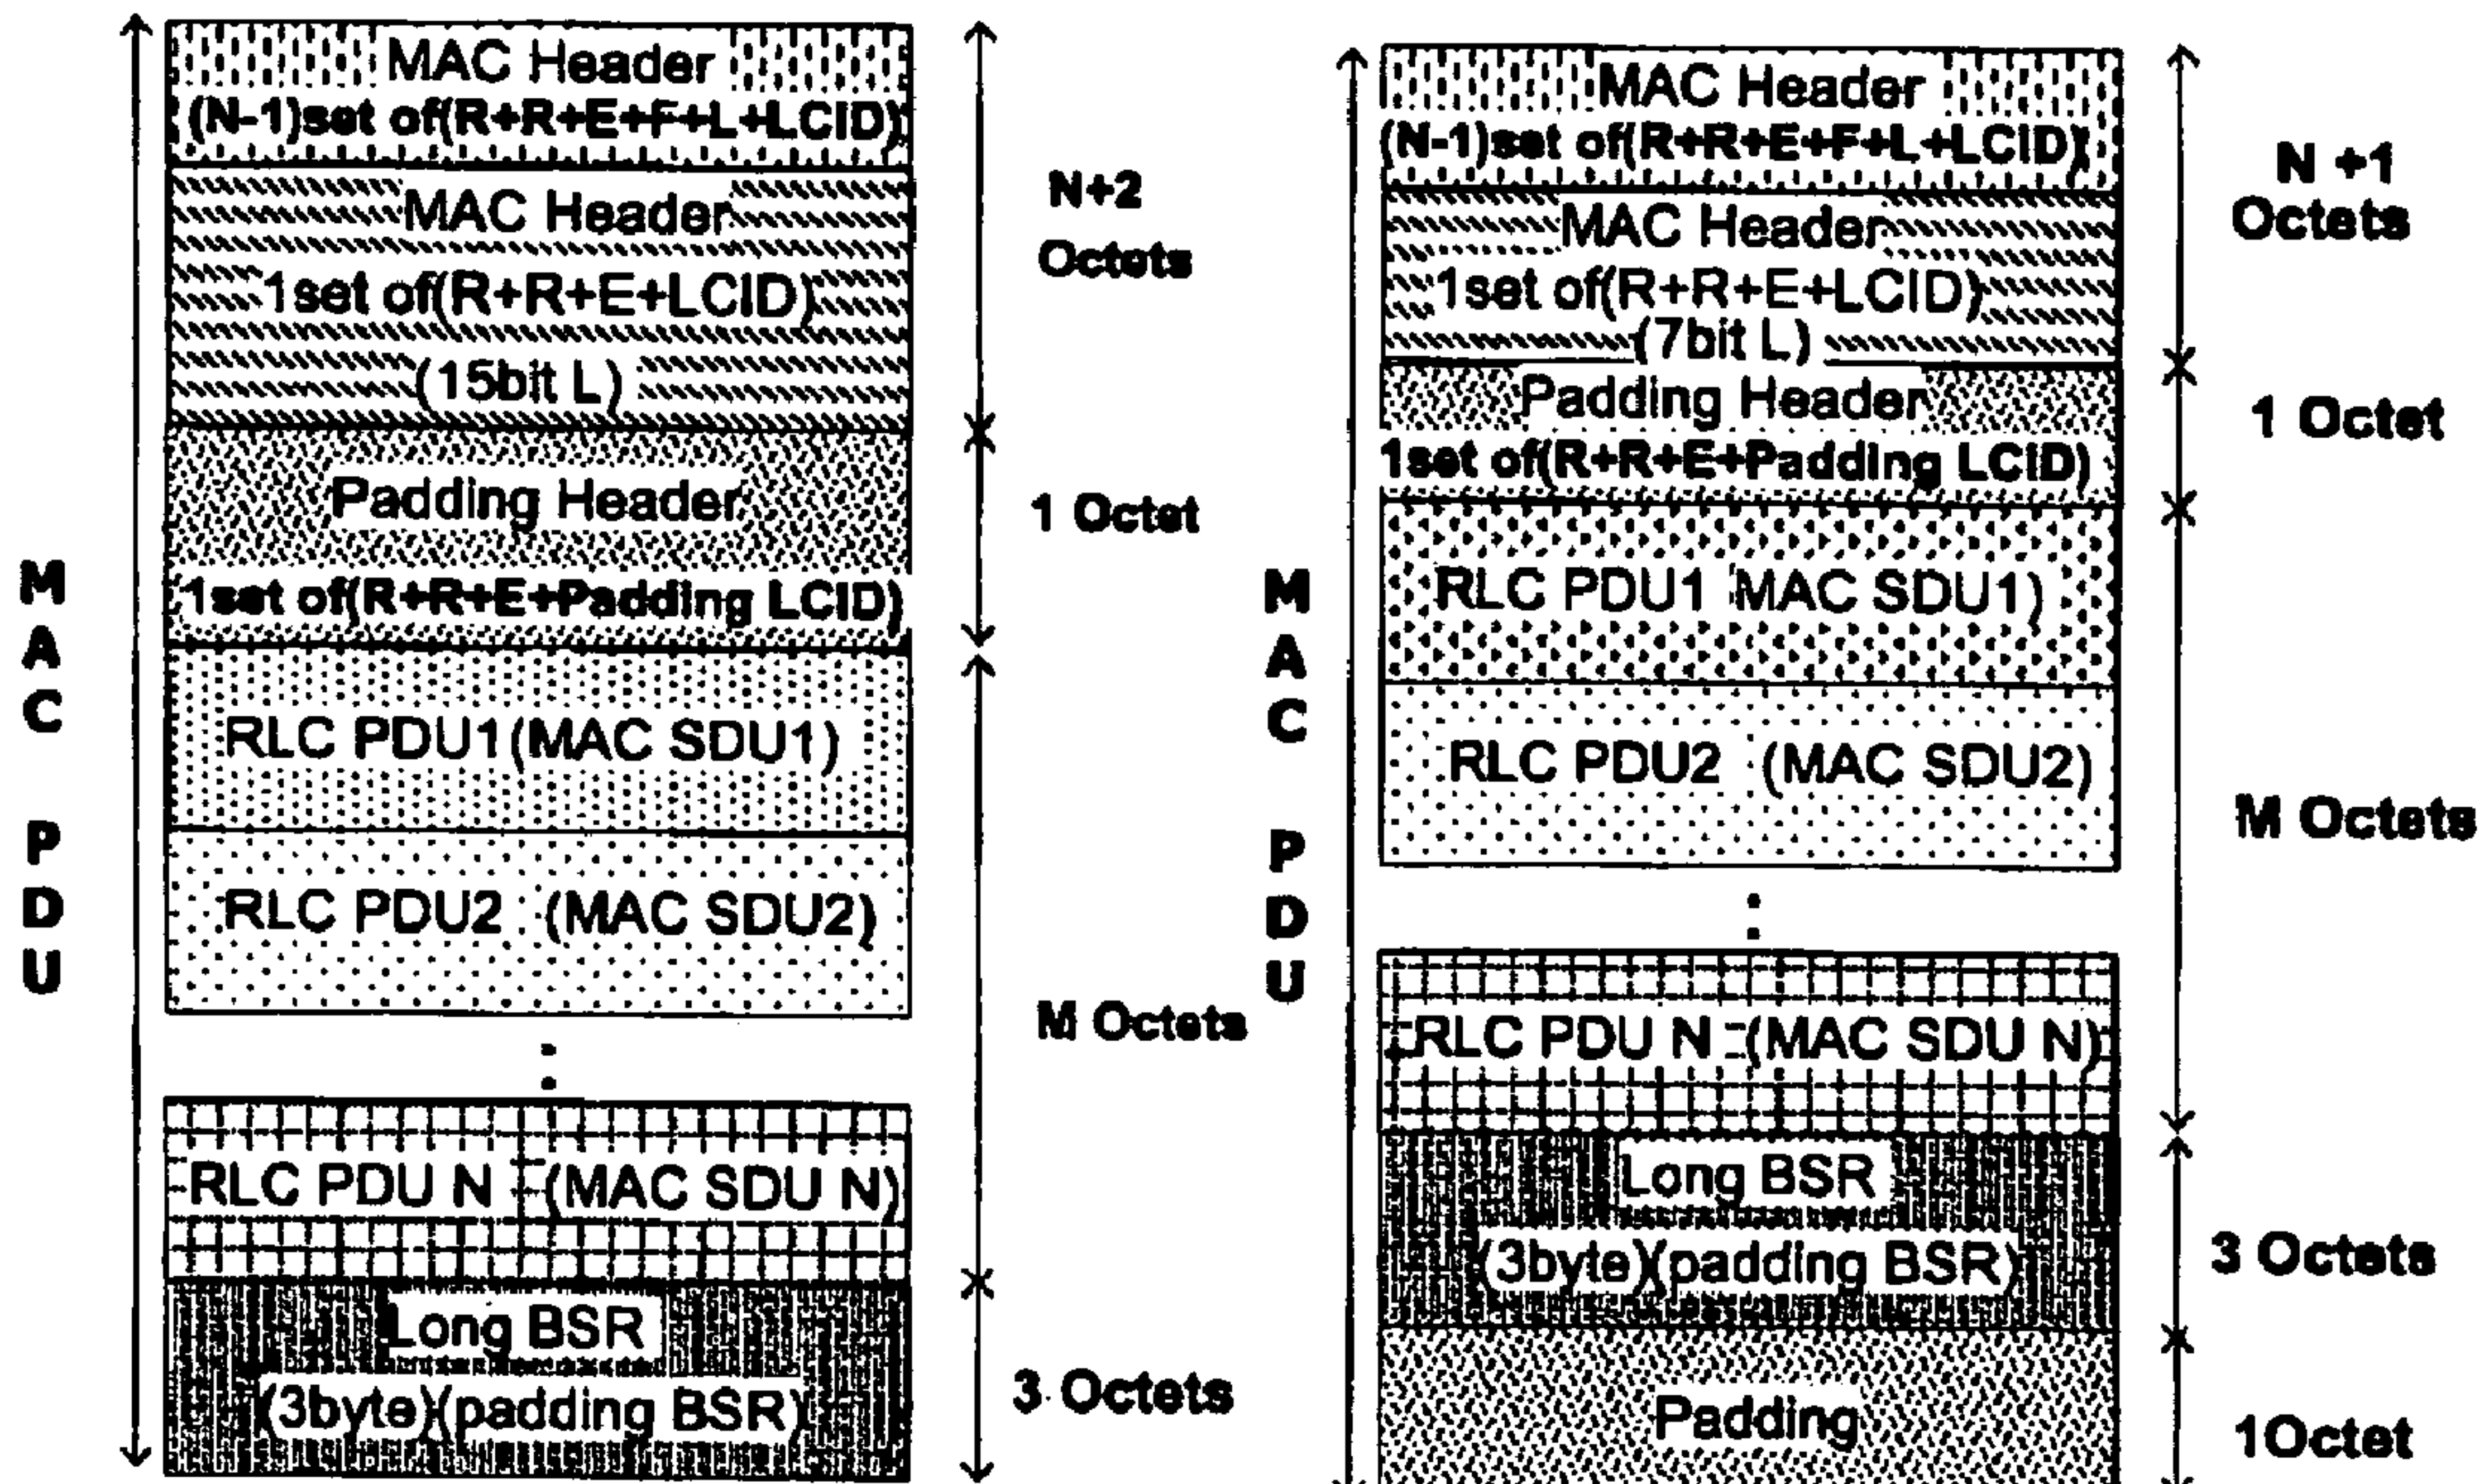 MAC Header
(N-1)set of(R+R+E+F+L+LCID)
MAC Header
1set of(R+R+E+LCID)
(15bit L)
Padding Header
1set of(R+R+E+Padding LCID)
RLC PDU1(MAC SDU1)
RLC PDU2 (MAC SDU2)
:
RLC PDU N (MAC SDU N)
Long BSR
(3byte)(padding BSR)
MAC PDU
N+2
Octets
1 Octet
M Octets
3 Octets
MAC Header
(N-1)set of(R+R+E+F+L+LCID)
MAC Header
1set of(R+R+E+LCID)
(7bit L)
Padding Header
1set of(R+R+E+Padding LCID)
RLC PDU1 MAC SDU1)
RLC PDU2 (MAC SDU2)
:
RLC PDU N (MAC SDU N)
Long BSR
(3byte)(padding BSR)
Padding
MAC PDU
N +1
Octets
1 Octet
M Octets
3 Octets
1Octet